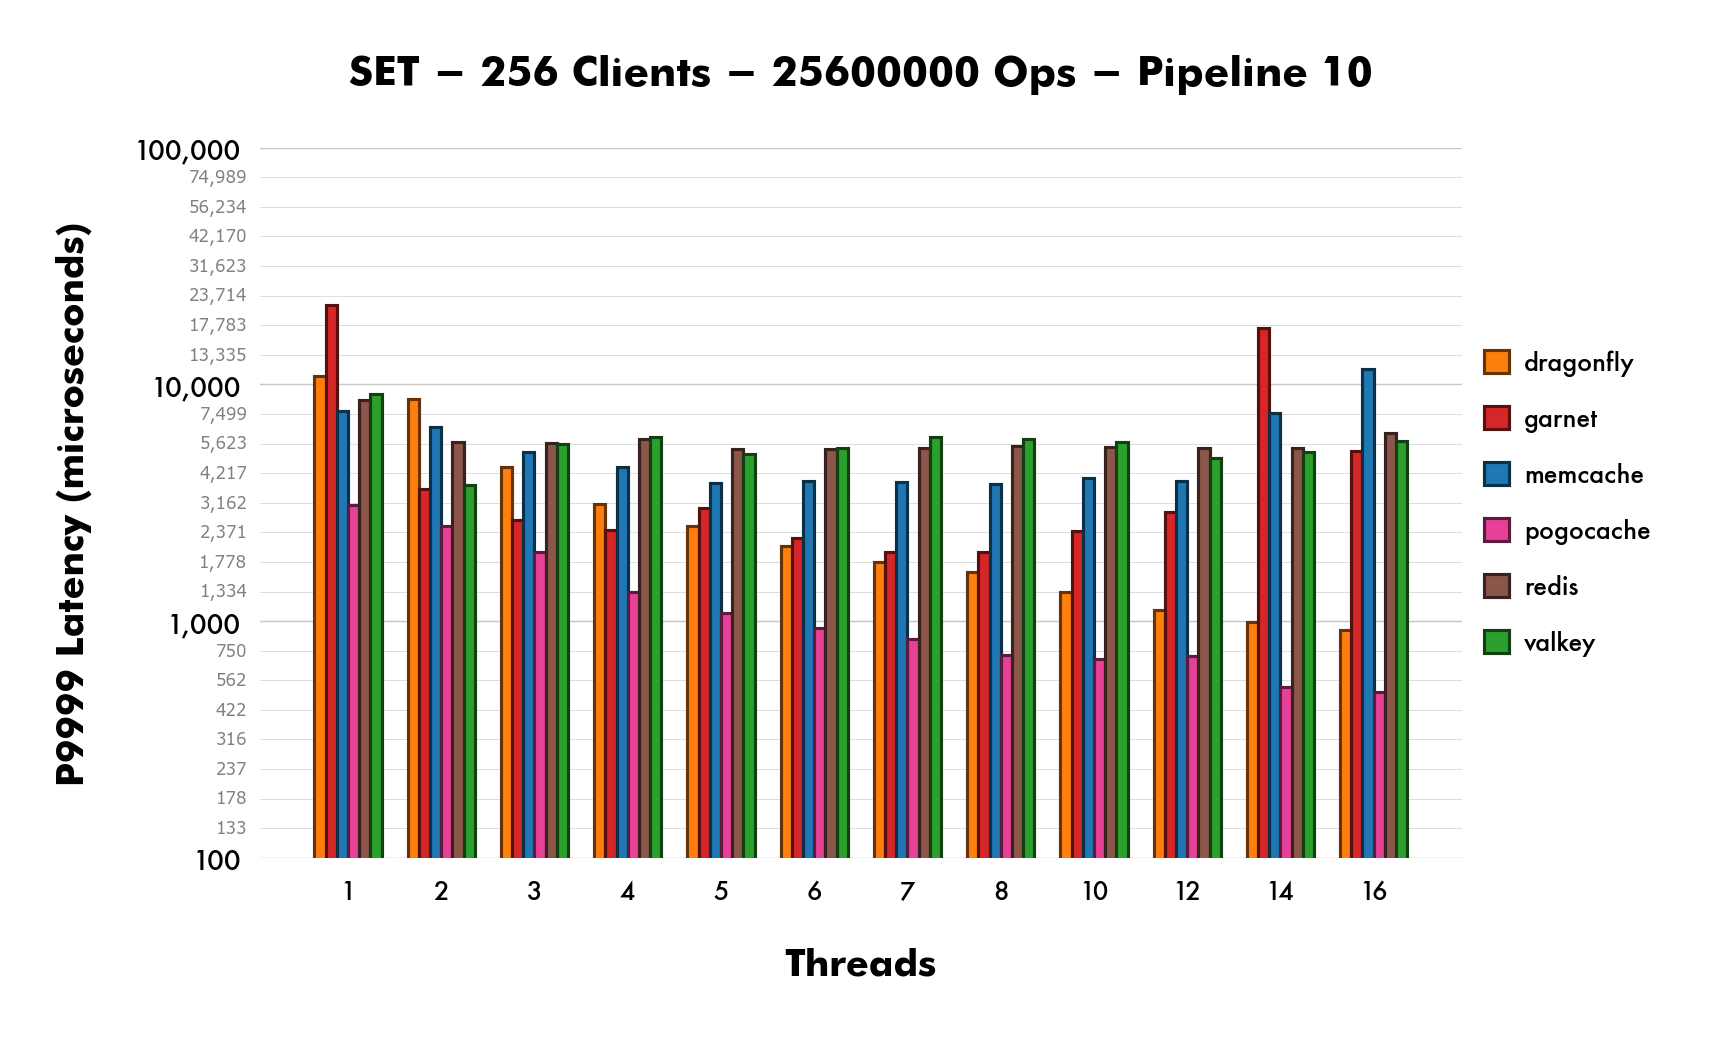 SET – 256 Clients – 25600000 Ops – Pipeline 10
P9999 Latency (microseconds)
100,000
74,989
56,234
42,170
31,623
23,714
17,783
13,335
10,000
7,499
5,623
4,217
3,162
2,371
1,778
1,334
1,000
750
562
422
316
237
178
133
100
1 2 3 4 5 6 7 8 10 12 14 16
Threads
dragonfly
garnet
memcache
pogocache
redis
valkey